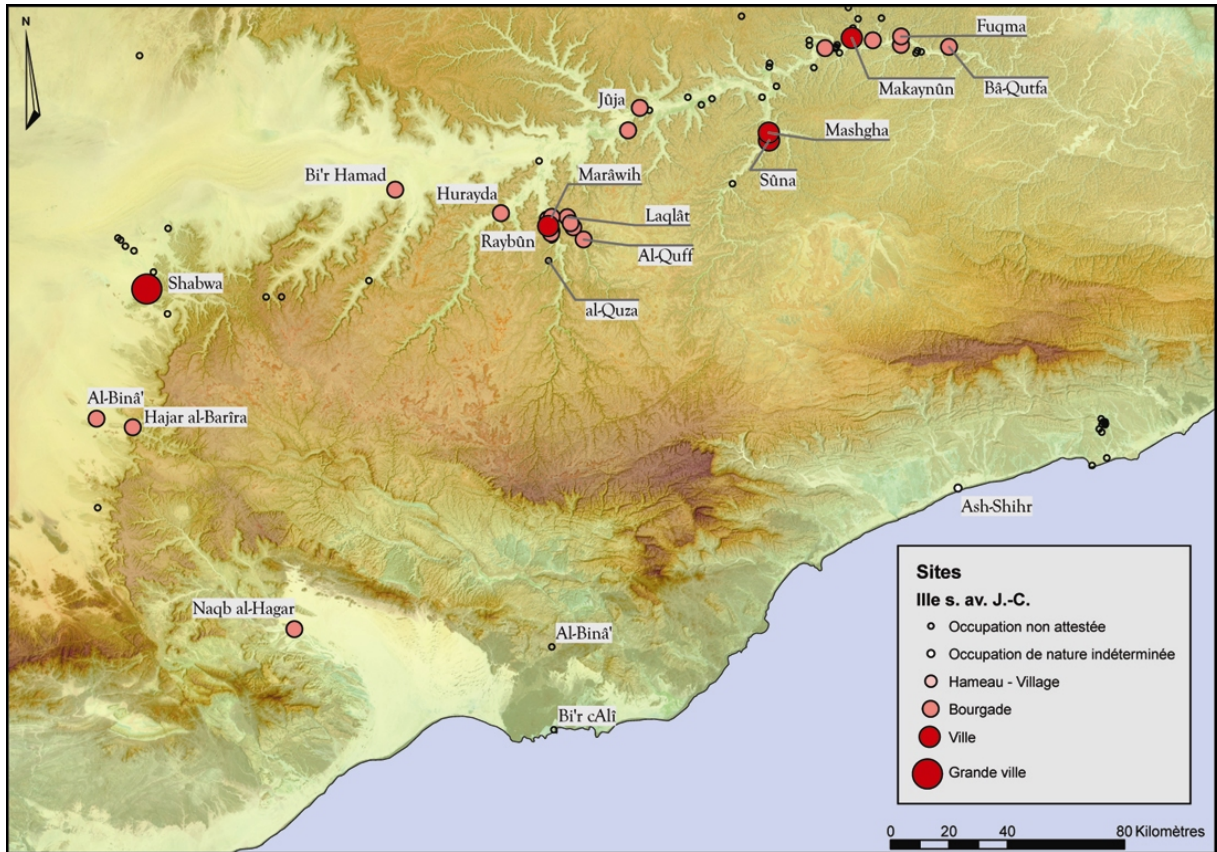 N
Fuqma
Makaynûn
Bâ-Qutfa
Jûja
Mashgha
Sûna
Bi'r Hamad
Hurayda
Marâwih
Laqlât
Raybûn
Al-Quff
Shabwa
al-Quza
Al-Binâ'
Hajar al-Barîra
Ash-Shihr
Naqb al-Hagar
Al-Binâ'
Bi'r cAlî
Sites
IIIe s. av. J.-C.
Occupation non attestée
Occupation de nature indéterminée
Hameau - Village
Bourgade
Ville
Grande ville
0 20 40 80 Kilomètres